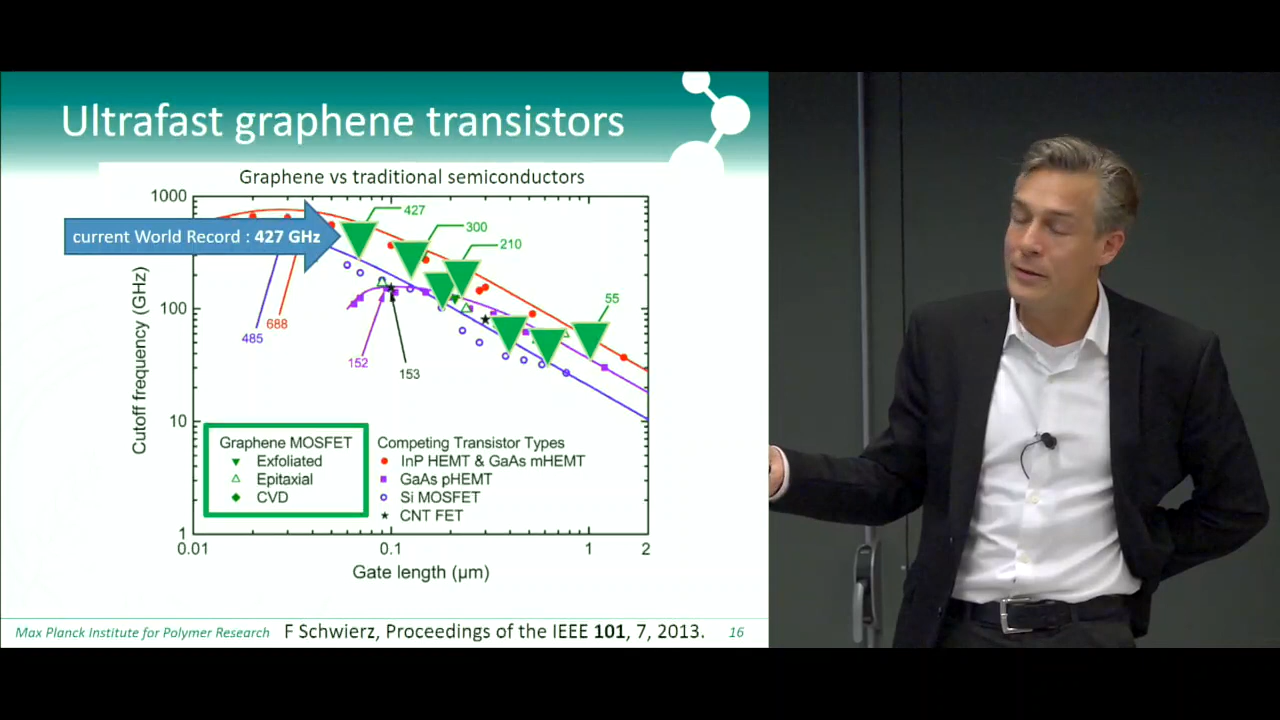 Ultrafast graphene transistors
Graphene vs traditional semiconductors
1000
427
current World Record : 427 GHz
300
210
Cutoff frequency (GHz)
100
55
688
485
152
153
10
Graphene MOSFET
Exfoliated
Epitaxial
CVD
Competing Transistor Types
InP HEMT & GaAs mHEMT
GaAs pHEMT
Si MOSFET
CNT FET
1
0.01
0.1
1
2
Gate length (µm)
Max Planck Institute for Polymer Research
F Schwierz, Proceedings of the IEEE 101, 7, 2013.
16